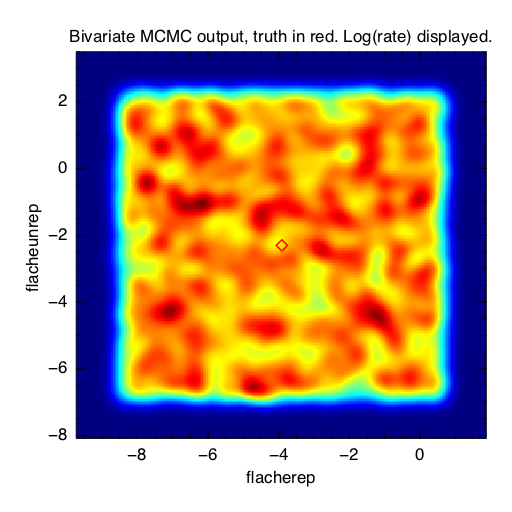 Bivariate MCMC output, truth in red. Log(rate) displayed.
2
0
−2
−4
−6
−8
flacheunrep
−8 −6 −4 −2 0
flacherep